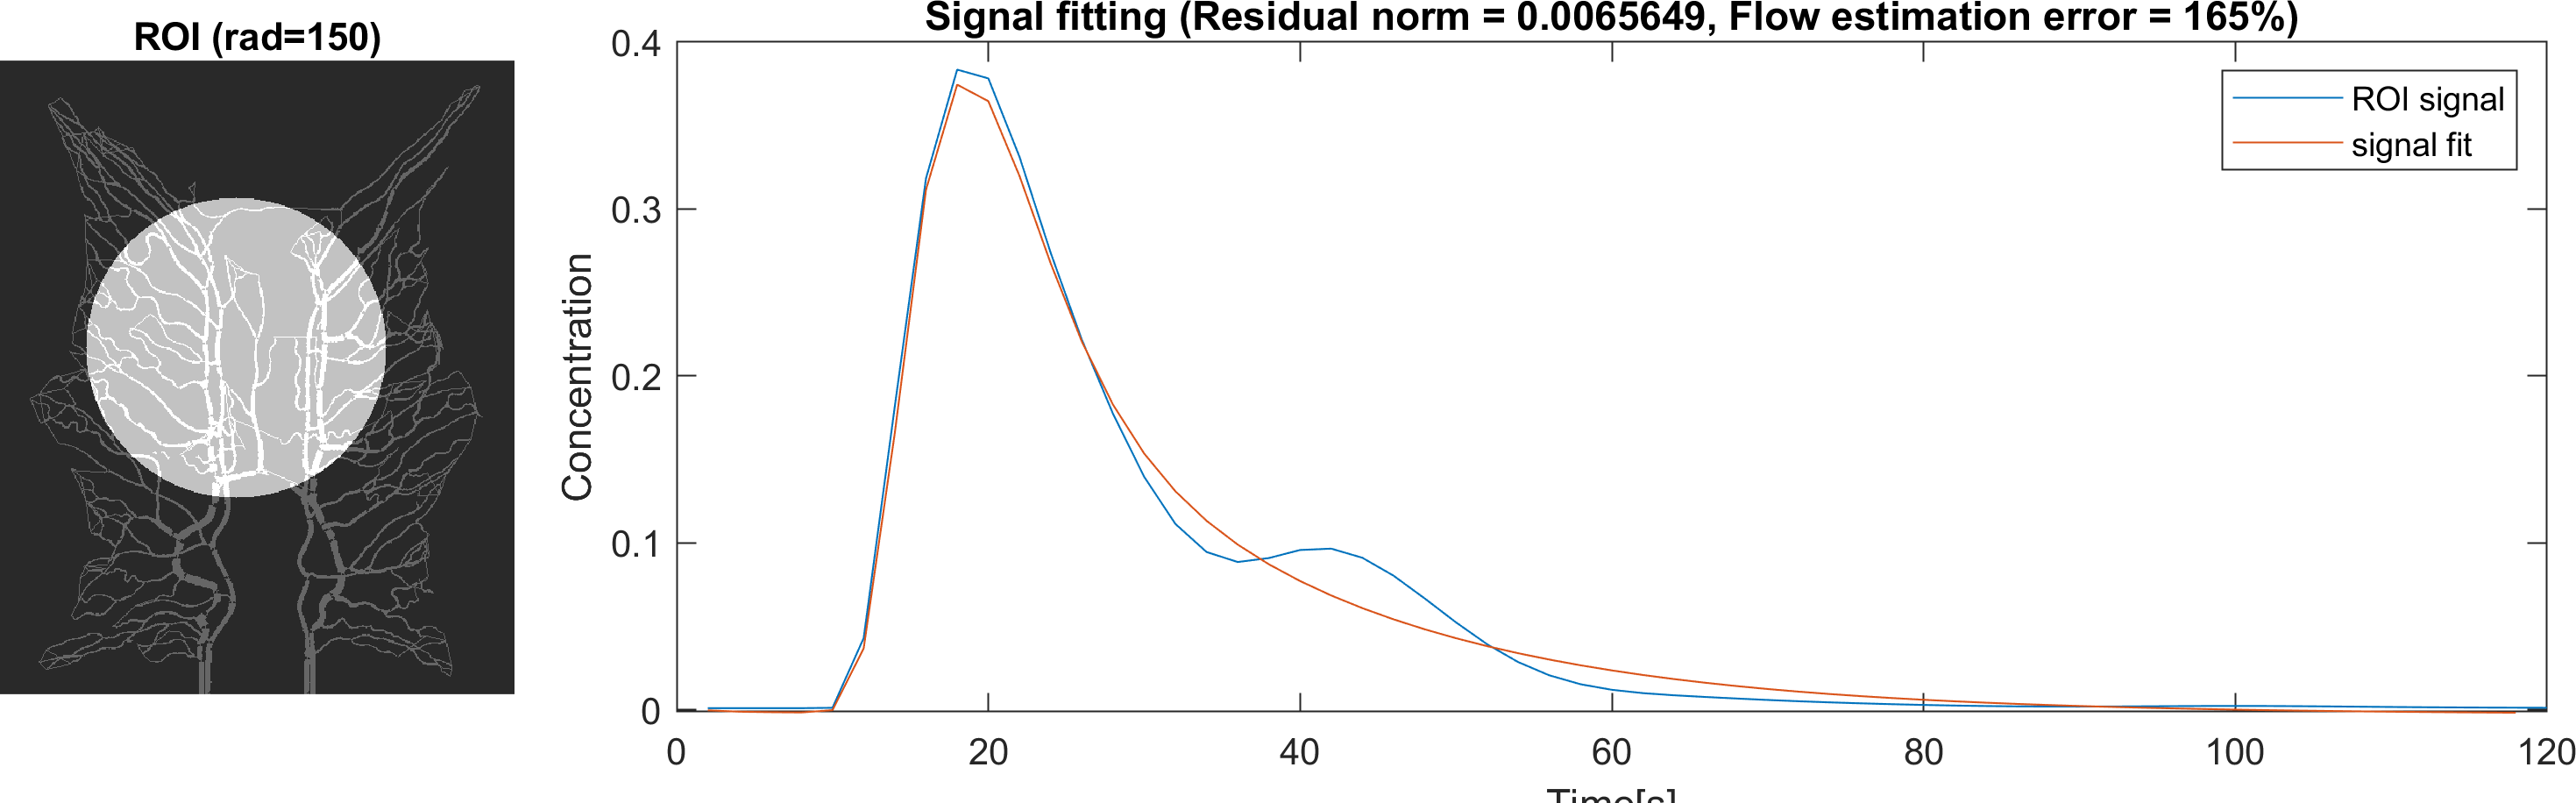 ROI (rad=150)
Signal fitting (Residual norm = 0.0065649, Flow estimation error = 165%)
ROI signal
signal fit
Concentration
0.4
0.3
0.2
0.1
0
0 20 40 60 80 100 120
Time[s]